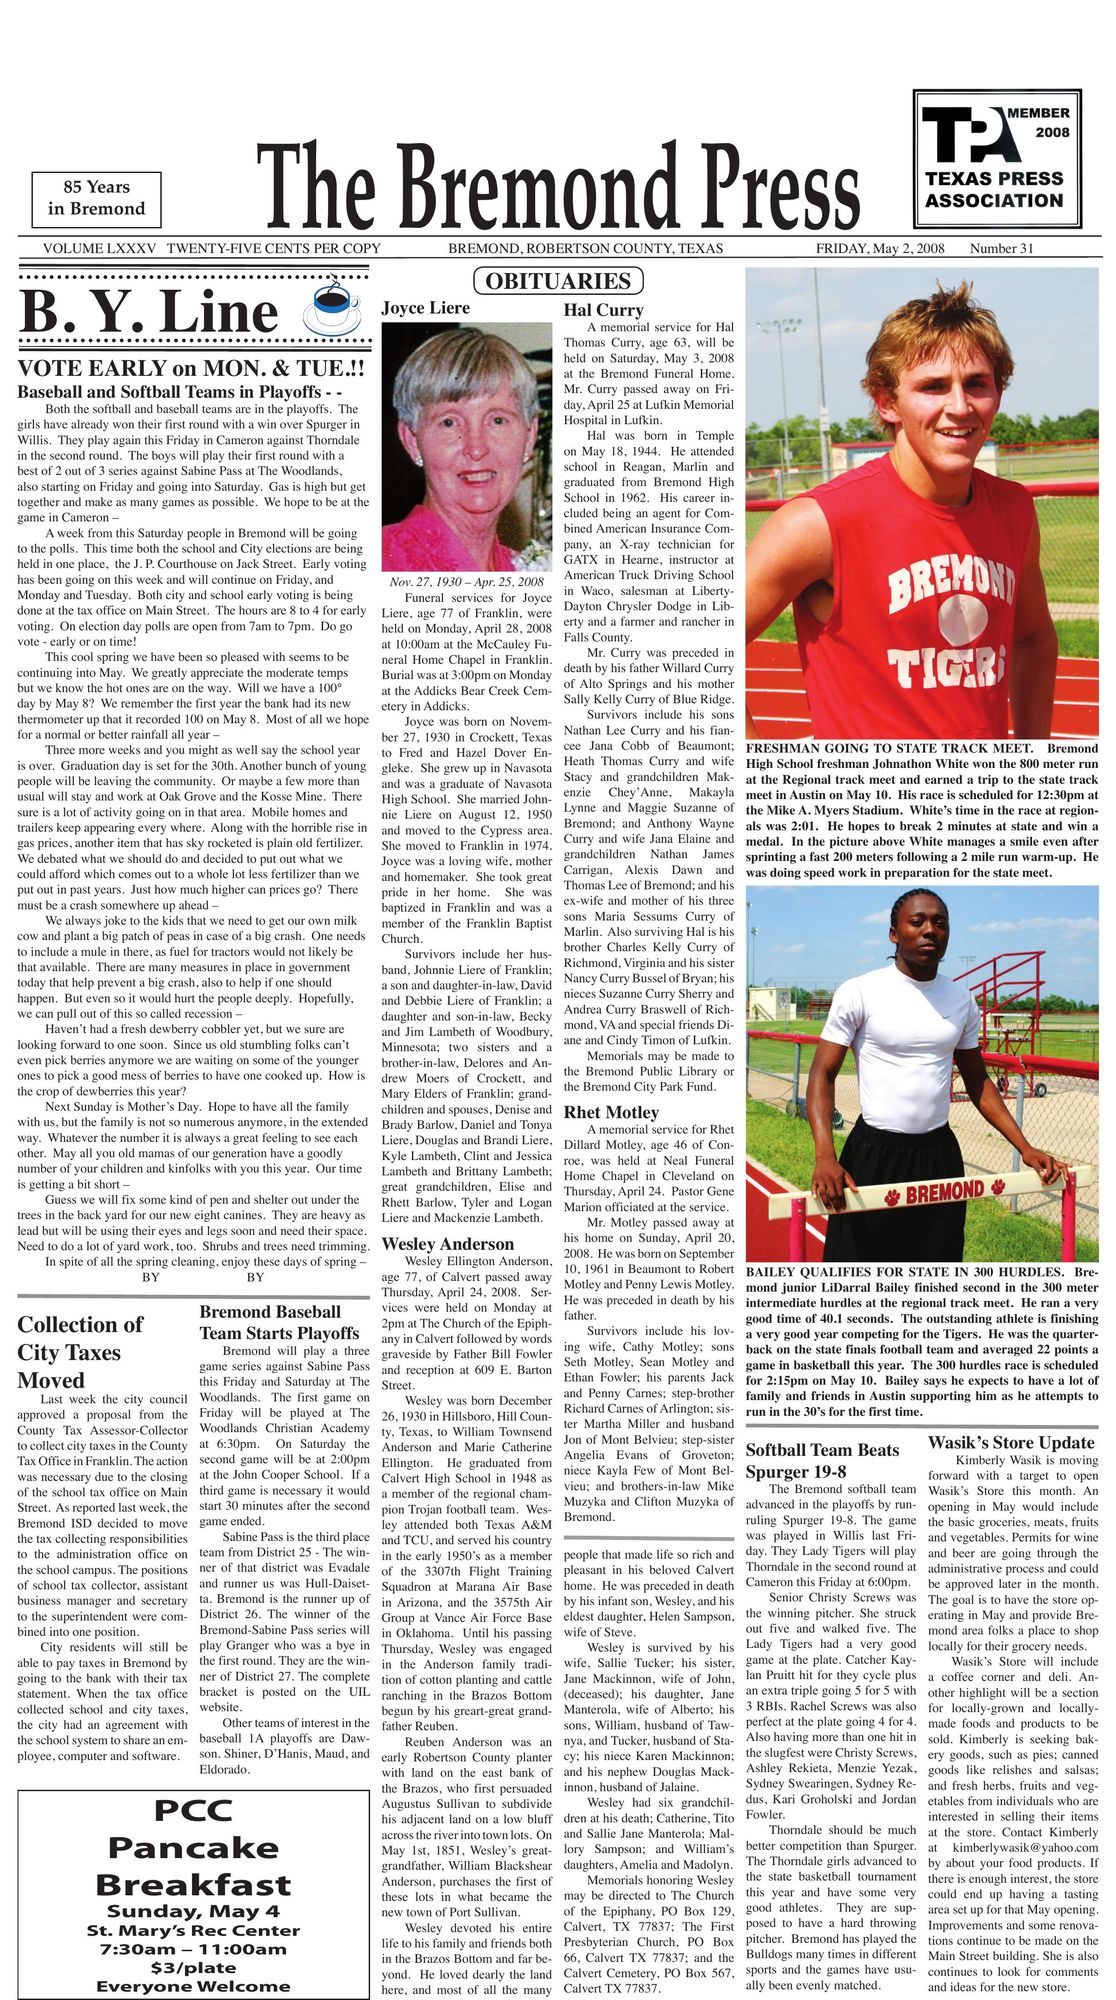 85 Years
in Bremond
The Bremond Press
TPA MEMBER
2008
TEXAS PRESS
ASSOCIATION
VOLUME LXXXV TWENTY-FIVE CENTS PER COPY BREMOND, ROBERTSON COUNTY, TEXAS FRIDAY, May 2, 2008 Number 31
B. Y. Line
VOTE EARLY on MON. & TUE.!!
Baseball and Softball Teams in Playoffs - -
Both the softball and baseball teams are in the playoffs. The
girls have already won their first round with a win over Spurger in
Willis. They play again this Friday in Cameron against Thorndale
in the second round. The boys will play their first round with a
best of 2 out of 3 series against Sabine Pass at The Woodlands,
also starting on Friday and going into Saturday. Gas is high but get
together and make as many games as possible. We hope to be at the
game in Cameron –
A week from this Saturday people in Bremond will be going
to the polls. This time both the school and City elections are being
held in one place, the J. P. Courthouse on Jack Street. Early voting
has been going on this week and will continue on Friday, and
Monday and Tuesday. Both city and school early voting is being
done at the tax office on Main Street. The hours are 8 to 4 for early
voting. On election day polls are open from 7am to 7pm. Do go
vote - early or on time!
This cool spring we have been so pleased with seems to be
continuing into May. We greatly appreciate the moderate temps
but we know the hot ones are on the way. Will we have a 100°
day by May 8? We remember the first year the bank had its new
thermometer up that it recorded 100 on May 8. Most of all we hope
for a normal or better rainfall all year –
Three more weeks and you might as well say the school year
is over. Graduation day is set for the 30th. Another bunch of young
people will be leaving the community. Or maybe a few more than
usual will stay and work at Oak Grove and the Kosse Mine. There
sure is a lot of activity going on in that area. Mobile homes and
trailers keep appearing every where. Along with the horrible rise in
gas prices, another item that has sky rocketed is plain old fertilizer.
We debated what we should do and decided to put out what we
could afford which comes out to a whole lot less fertilizer than we
put out in past years. Just how much higher can prices go? There
must be a crash somewhere up ahead –
We always joke to the kids that we need to get our own milk
cow and plant a big patch of peas in case of a big crash. One needs
to include a mule in there, as fuel for tractors would not likely be
that available. There are many measures in place in government
today that help prevent a big crash, also to help if one should
happen. But even so it would hurt the people deeply. Hopefully,
we can pull out of this so called recession –
Haven't had a fresh dewberry cobbler yet, but we sure are
looking forward to one soon. Since us old stumbling folks can't
even pick berries anymore we are waiting on some of the younger
ones to pick a good mess of berries to have one cooked up. How is
the crop of dewberries this year?
Next Sunday is Mother's Day. Hope to have all the family
with us, but the family is not so numerous anymore, in the extended
way. Whatever the number it is always a great feeling to see each
other. May all you old mamas of our generation have a goodly
number of your children and kinfolks with you this year. Our time
is getting a bit short –
Guess we will fix some kind of pen and shelter out under the
trees in the back yard for our new eight canines. They are heavy as
lead but will be using their eyes and legs soon and need their space.
Need to do a lot of yard work, too. Shrubs and trees need trimming.
In spite of all the spring cleaning, enjoy these days of spring –
BY BY
Collection of
City Taxes
Moved
Last week the city council
approved a proposal from the
County Tax Assessor-Collector
to collect city taxes in the County
Tax Office in Franklin. The action
was necessary due to the closing
of the school tax office on Main
Street. As reported last week, the
Bremond ISD decided to move
the tax collecting responsibilities
to the administration office on
the school campus. The positions
of school tax collector, assistant
business manager and secretary
to the superintendent were com-
bined into one position.
City residents will still be
able to pay taxes in Bremond by
going to the bank with their tax
statement. When the tax office
collected school and city taxes,
the city had an agreement with
the school system to share an em-
ployee, computer and software.
Bremond Baseball
Team Starts Playoffs
Bremond will play a three
game series against Sabine Pass
this Friday and Saturday at The
Woodlands. The first game on
Friday will be played at The
Woodlands Christian Academy
at 6:30pm. On Saturday the
second game will be at 2:00pm
at the John Cooper School. If a
third game is necessary it would
start 30 minutes after the second
game ended.
Sabine Pass is the third place
team from District 25 - The win-
ner of that district was Evadale
and runner us was Hull-Daiset-
ta. Bremond is the runner up of
District 26. The winner of the
Bremond-Sabine Pass series will
play Granger who was a bye in
the first round. They are the win-
ner of District 27. The complete
bracket is posted on the UIL
website.
Other teams of interest in the
baseball 1A playoffs are Daw-
son. Shiner, D'Hanis, Maud, and
Eldorado.
PCC
Pancake
Breakfast
Sunday, May 4
St. Mary's Rec Center
7:30am – 11:00am
$3/plate
Everyone Welcome
OBITUARIES
Joyce Liere
Nov. 27, 1930 – Apr. 25, 2008
Funeral services for Joyce
Liere, age 77 of Franklin, were
held on Monday, April 28, 2008
at 10:00am at the McCauley Fu-
neral Home Chapel in Franklin.
Burial was at 3:00pm on Monday
at the Addicks Bear Creek Cem-
etery in Addicks.
Joyce was born on Novem-
ber 27, 1930 in Crockett, Texas
to Fred and Hazel Dover En-
gleke. She grew up in Navasota
and was a graduate of Navasota
High School. She married John-
nie Liere on August 12, 1950
and moved to the Cypress area.
She moved to Franklin in 1974.
Joyce was a loving wife, mother
and homemaker. She took great
pride in her home. She was
baptized in Franklin and was a
member of the Franklin Baptist
Church.
Survivors include her hus-
band, Johnnie Liere of Franklin;
a son and daughter-in-law, David
and Debbie Liere of Franklin; a
daughter and son-in-law, Becky
and Jim Lambeth of Woodbury,
Minnesota; two sisters and a
brother-in-law, Delores and An-
drew Moers of Crockett, and
Mary Elders of Franklin; grand-
children and spouses, Denise and
Brady Barlow, Daniel and Tonya
Liere, Douglas and Brandi Liere,
Kyle Lambeth, Clint and Jessica
Lambeth and Brittany Lambeth;
great grandchildren, Elise and
Rhett Barlow, Tyler and Logan
Liere and Mackenzie Lambeth.
Wesley Anderson
Wesley Ellington Anderson,
age 77, of Calvert passed away
Thursday, April 24, 2008. Ser-
vices were held on Monday at
2pm at The Church of the Epiph-
any in Calvert followed by words
graveside by Father Bill Fowler
and reception at 609 E. Barton
Street.
Wesley was born December
26, 1930 in Hillsboro, Hill Coun-
ty, Texas, to William Townsend
Anderson and Marie Catherine
Ellington. He graduated from
Calvert High School in 1948 as
a member of the regional cham-
pion Trojan football team. Wes-
ley attended both Texas A&M
and TCU, and served his country
in the early 1950's as a member
of the 3307th Flight Training
Squadron at Marana Air Base
in Arizona, and the 3575th Air
Group at Vance Air Force Base
in Oklahoma. Until his passing
Thursday, Wesley was engaged
in the Anderson family tradi-
tion of cotton planting and cattle
ranching in the Brazos Bottom
begun by his greart-great grand-
father Reuben.
Reuben Anderson was an
early Robertson County planter
with land on the east bank of
the Brazos, who first persuaded
Augustus Sullivan to subdivide
his adjacent land on a low bluff
across the river into town lots. On
May 1st, 1851, Wesley's great-
grandfather, William Blackshear
Anderson, purchases the first of
these lots in what became the
new town of Port Sullivan.
Wesley devoted his entire
life to his family and friends both
in the Brazos Bottom and far be-
yond. He loved dearly the land
here, and most of all the many
Hal Curry
A memorial service for Hal
Thomas Curry, age 63, will be
held on Saturday, May 3, 2008
at the Bremond Funeral Home.
Mr. Curry passed away on Fri-
day, April 25 at Lufkin Memorial
Hospital in Lufkin.
Hal was born in Temple
on May 18, 1944. He attended
school in Reagan, Marlin and
graduated from Bremond High
School in 1962. His career in-
cluded being an agent for Com-
bined American Insurance Com-
pany, an X-ray technician for
GATX in Hearne, instructor at
American Truck Driving School
in Waco, salesman at Liberty-
Dayton Chrysler Dodge in Lib-
erty and a farmer and rancher in
Falls County.
Mr. Curry was preceded in
death by his father Willard Curry
of Alto Springs and his mother
Sally Kelly Curry of Blue Ridge.
Survivors include his sons
Nathan Lee Curry and his fian-
cee Jana Cobb of Beaumont;
Heath Thomas Curry and wife
Stacy and grandchildren Mak-
enzie Chey'Anne, Makayla
Lynne and Maggie Suzanne of
Bremond; and Anthony Wayne
Curry and wife Jana Elaine and
grandchildren Nathan James
Carrigan, Alexis Dawn and
Thomas Lee of Bremond; and his
ex-wife and mother of his three
sons Maria Sessums Curry of
Marlin. Also surviving Hal is his
brother Charles Kelly Curry of
Richmond, Virginia and his sister
Nancy Curry Bussel of Bryan; his
nieces Suzanne Curry Sherry and
Andrea Curry Braswell of Rich-
mond, VA and special friends Di-
ane and Cindy Timon of Lufkin.
Memorials may be made to
the Bremond Public Library or
the Bremond City Park Fund.
Rhet Motley
A memorial service for Rhet
Dillard Motley, age 46 of Con-
roe, was held at Neal Funeral
Home Chapel in Cleveland on
Thursday, April 24. Pastor Gene
Marion officiated at the service.
Mr. Motley passed away at
his home on Sunday, April 20,
2008. He was born on September
10, 1961 in Beaumont to Robert
Motley and Penny Lewis Motley.
He was preceded in death by his
father.
Survivors include his lov-
ing wife, Cathy Motley; sons
Seth Motley, Sean Motley and
Ethan Fowler; his parents Jack
and Penny Carnes; step-brother
Richard Carnes of Arlington; sis-
ter Martha Miller and husband
Jon of Mont Belvieu; step-sister
Angelia Evans of Groveton;
niece Kayla Few of Mont Bel-
vieu; and brothers-in-law Mike
Muzyka and Clifton Muzyka of
Bremond.
people that made life so rich and
pleasant in his beloved Calvert
home. He was preceded in death
by his infant son, Wesley, and his
eldest daughter, Helen Sampson,
wife of Steve.
Wesley is survived by his
wife, Sallie Tucker; his sister,
Jane Mackinnon, wife of John,
(deceased); his daughter, Jane
Manterola, wife of Alberto; his
sons, William, husband of Taw-
nya, and Tucker, husband of Sta-
cy; his niece Karen Mackinnon;
and his nephew Douglas Mack-
innon, husband of Jalaine.
Wesley had six grandchil-
dren at his death; Catherine, Tito
and Sallie Jane Manterola; Mal-
lory Sampson; and William's
daughters, Amelia and Madolyn.
Memorials honoring Wesley
may be directed to The Church
of the Epiphany, PO Box 129,
Calvert, TX 77837; The First
Presbyterian Church, PO Box
66, Calvert TX 77837; and the
Calvert Cemetery, PO Box 567,
Calvert TX 77837.
BREMOND
TIGERS
FRESHMAN GOING TO STATE TRACK MEET. Bremond
High School freshman Johnathon White won the 800 meter run
at the Regional track meet and earned a trip to the state track
meet in Austin on May 10. His race is scheduled for 12:30pm at
the Mike A. Myers Stadium. White's time in the race at region-
als was 2:01. He hopes to break 2 minutes at state and win a
medal. In the picture above White manages a smile even after
sprinting a fast 200 meters following a 2 mile run warm-up. He
was doing speed work in preparation for the state meet.
BREMOND
BAILEY QUALIFIES FOR STATE IN 300 HURDLES. Bre-
mond junior LiDarral Bailey finished second in the 300 meter
intermediate hurdles at the regional track meet. He ran a very
good time of 40.1 seconds. The outstanding athlete is finishing
a very good year competing for the Tigers. He was the quarter-
back on the state finals football team and averaged 22 points a
game in basketball this year. The 300 hurdles race is scheduled
for 2:15pm on May 10. Bailey says he expects to have a lot of
family and friends in Austin supporting him as he attempts to
run in the 30's for the first time.
Softball Team Beats
Spurger 19-8
The Bremond softball team
advanced in the playoffs by run-
ruling Spurger 19-8. The game
was played in Willis last Fri-
day. They Lady Tigers will play
Thorndale in the second round at
Cameron this Friday at 6:00pm.
Senior Christy Screws was
the winning pitcher. She struck
out five and walked five. The
Lady Tigers had a very good
game at the plate. Catcher Kay-
lan Pruitt hit for they cycle plus
an extra triple going 5 for 5 with
3 RBIs. Rachel Screws was also
perfect at the plate going 4 for 4.
Also having more than one hit in
the slugfest were Christy Screws,
Ashley Rekieta, Menzie Yezak,
Sydney Swearingen, Sydney Re-
dus, Kari Groholski and Jordan
Fowler.
Thorndale should be much
better competition than Spurger.
The Thorndale girls advanced to
the state basketball tournament
this year and have some very
good athletes. They are sup-
posed to have a hard throwing
pitcher. Bremond has played the
Bulldogs many times in different
sports and the games have usu-
ally been evenly matched.
Wasik's Store Update
Kimberly Wasik is moving
forward with a target to open
Wasik's Store this month. An
opening in May would include
the basic groceries, meats, fruits
and vegetables. Permits for wine
and beer are going through the
administrative process and could
be approved later in the month.
The goal is to have the store op-
erating in May and provide Bre-
mond area folks a place to shop
locally for their grocery needs.
Wasik's Store will include
a coffee corner and deli. An-
other highlight will be a section
for locally-grown and locally-
made foods and products to be
sold. Kimberly is seeking bak-
ery goods, such as pies; canned
goods like relishes and salsas;
and fresh herbs, fruits and veg-
etables from individuals who are
interested in selling their items
at the store. Contact Kimberly
at kimberlywasik@yahoo.com
by about your food products. If
there is enough interest, the store
could end up having a tasting
area set up for that May opening.
Improvements and some renova-
tions continue to be made on the
Main Street building. She is also
continues to look for comments
and ideas for the new store.